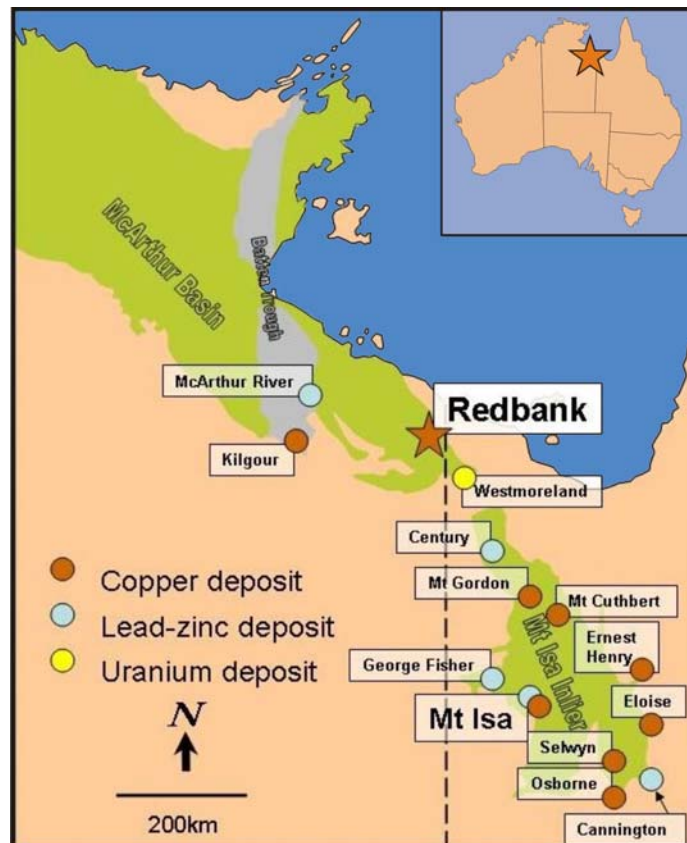 McArthur Basin
Batten Trough
McArthur River
Redbank
Kilgour
Westmoreland
Century
Mt Gordon
Mt Cuthbert
Copper deposit
Lead-zinc deposit
Uranium deposit
Ernest
Henry
George Fisher
Mt Isa Inlier
Eloise
Mt Isa
Selwyn
Osborne
Cannington
N
200km